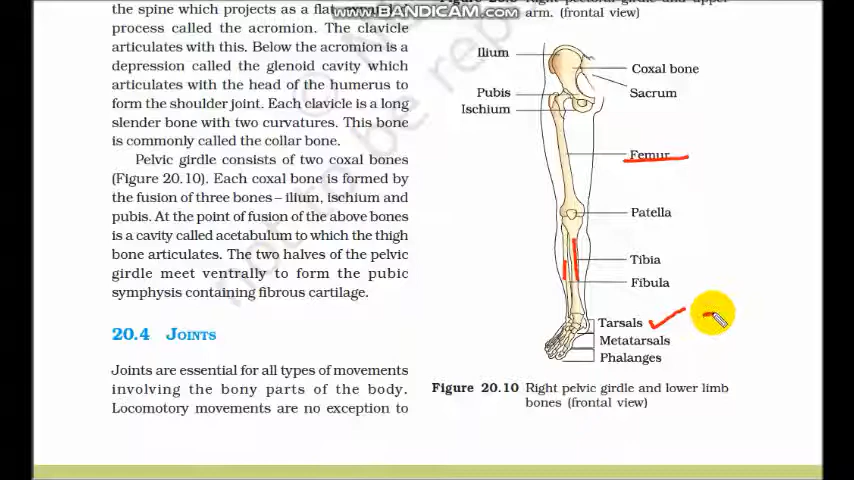 the spine which projects as a flat,
process called the acromion. The clavicle
articulates with this. Below the acromion is a
depression called the glenoid cavity which
articulates with the head of the humerus to
form the shoulder joint. Each clavicle is a long
slender bone with two curvatures. This bone
is commonly called the collar bone.
Pelvic girdle consists of two coxal bones
(Figure 20.10). Each coxal bone is formed by
the fusion of three bones – ilium, ischium and
pubis. At the point of fusion of the above bones
is a cavity called acetabulum to which the thigh
bone articulates. The two halves of the pelvic
girdle meet ventrally to form the pubic
symphysis containing fibrous cartilage.
20.4 JOINTS
Joints are essential for all types of movements
involving the bony parts of the body.
Locomotory movements are no exception to
www.BANDICAM.com
arm. (frontal view)
Ilium
Coxal bone
Pubis
Sacrum
Ischium
Femur
Patella
Tibia
Fibula
Tarsals
Metatarsals
Phalanges
Figure 20.10 Right pelvic girdle and lower limb
bones (frontal view)